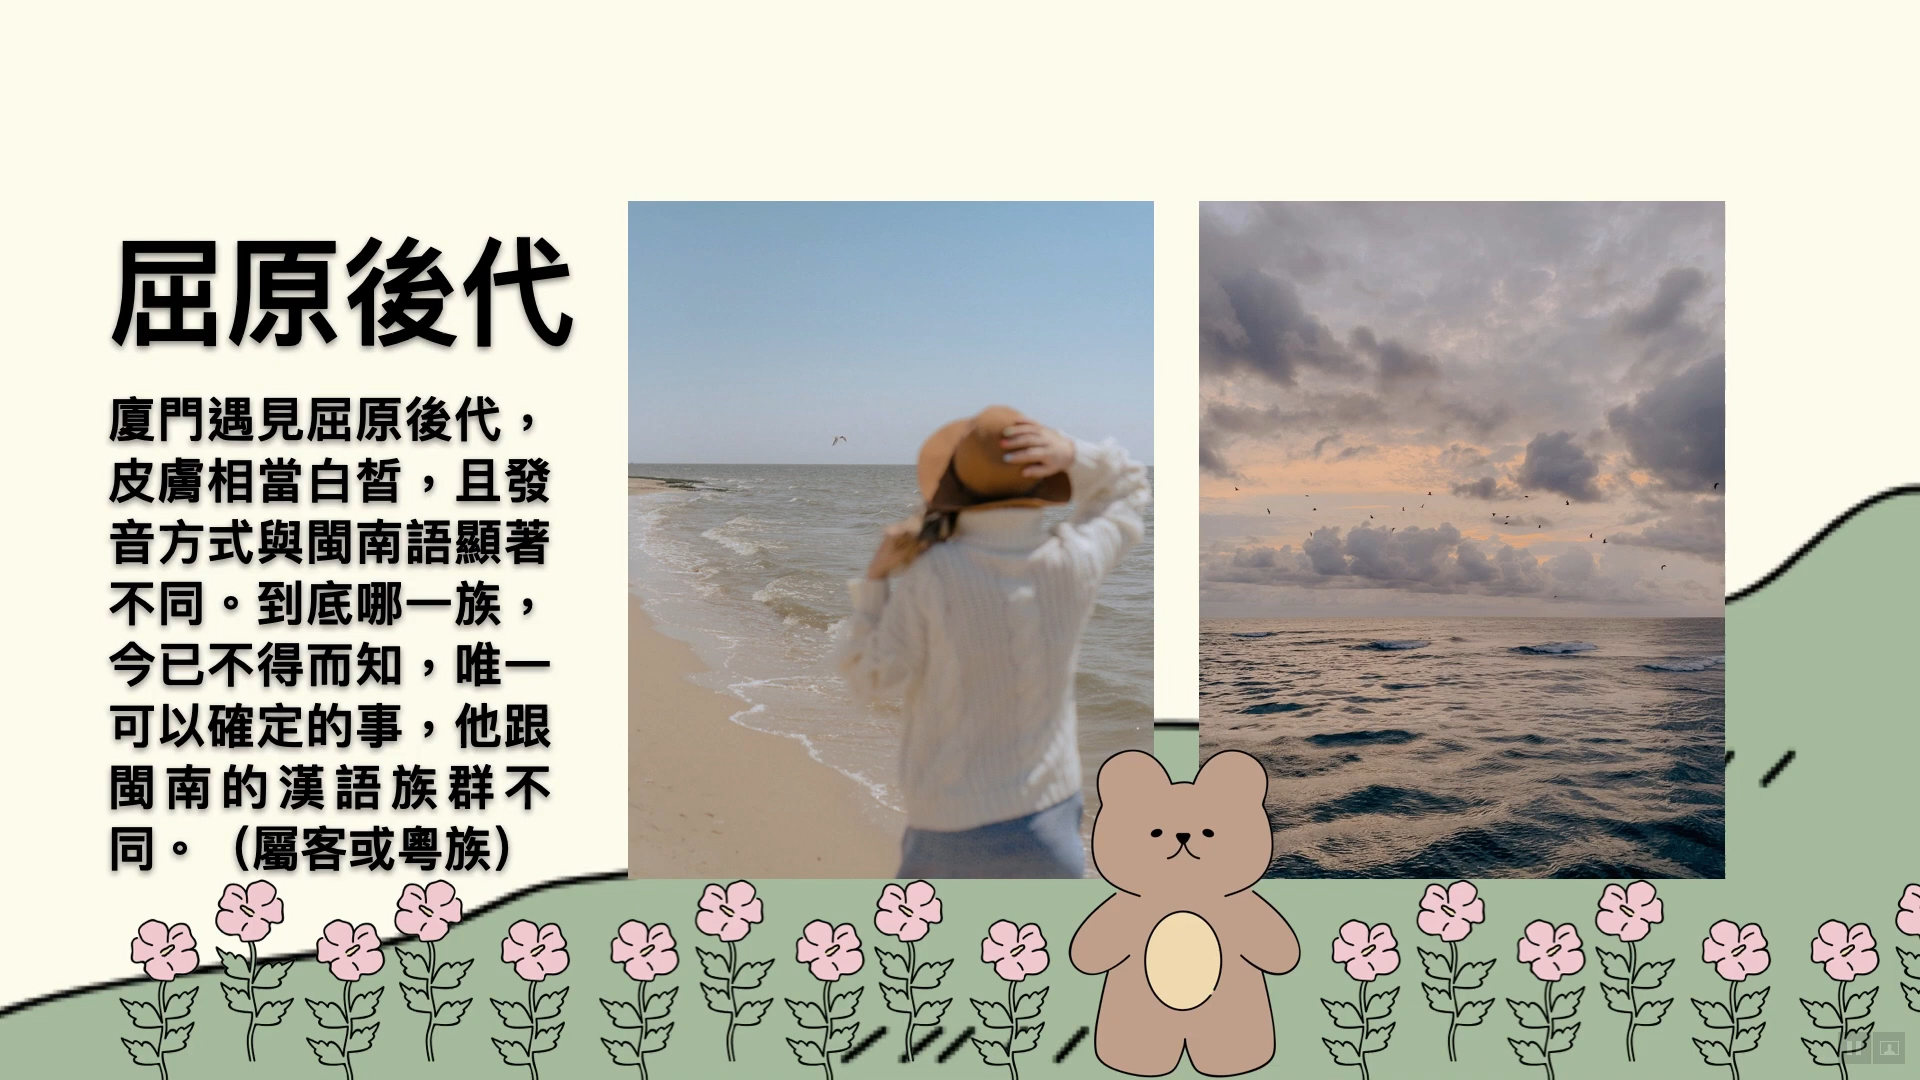 屈原後代
廈門遇見屈原後代，
皮膚相當白皙，且發
音方式與閩南語顯著
不同。到底哪一族，
今已不得而知，唯一
可以確定的事，他跟
閩南的漢語族群不
同。（屬客或粵族）